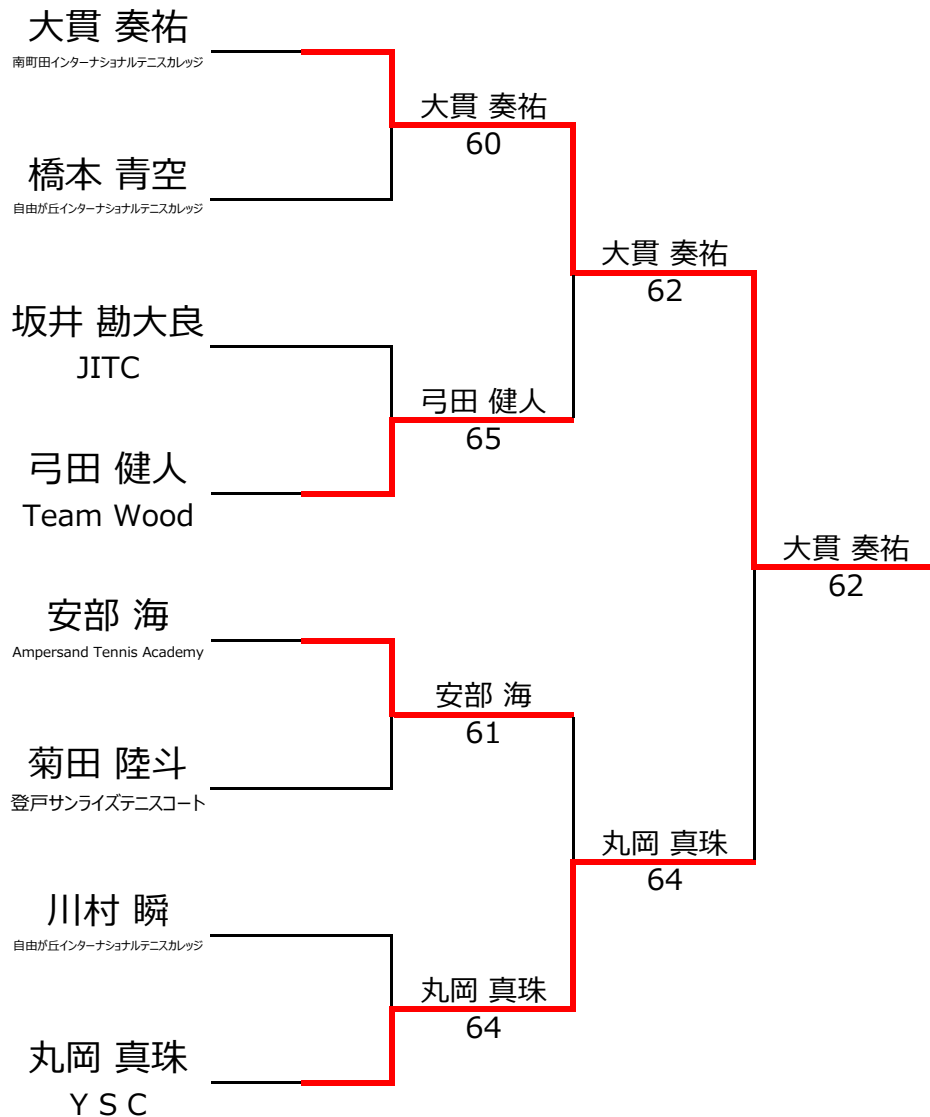 大貫 奏祐
南町田インターナショナルテニスカレッジ
大貫 奏祐
60
橋本 青空
自由が丘インターナショナルテニスカレッジ
大貫 奏祐
62
坂井 勘大良
JITC
弓田 健人
65
弓田 健人
Team Wood
大貫 奏祐
62
安部 海
Ampersand Tennis Academy
安部 海
61
菊田 陸斗
登戸サンライズテニスコート
丸岡 真珠
64
川村 瞬
自由が丘インターナショナルテニスカレッジ
丸岡 真珠
64
丸岡 真珠
Y S C